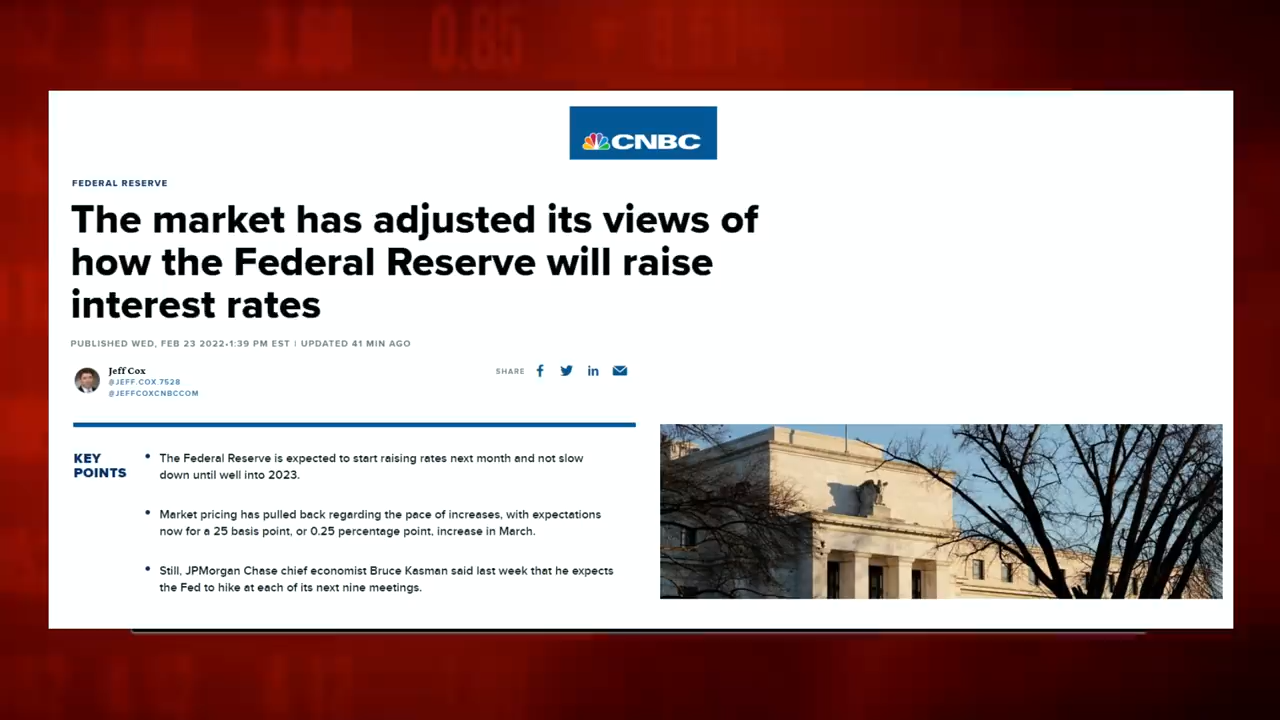 0.85
CNBC
FEDERAL RESERVE
The market has adjusted its views of
how the Federal Reserve will raise
interest rates
PUBLISHED WED, FEB 23 2022•1:39 PM EST | UPDATED 41 MIN AGO
Jeff Cox
@JEFF.COX.7528
@JEFFCOXCNBCCOM
SHARE
KEY
POINTS
• The Federal Reserve is expected to start raising rates next month and not slow
down until well into 2023.
• Market pricing has pulled back regarding the pace of increases, with expectations
now for a 25 basis point, or 0.25 percentage point, increase in March.
• Still, JPMorgan Chase chief economist Bruce Kasman said last week that he expects
the Fed to hike at each of its next nine meetings.